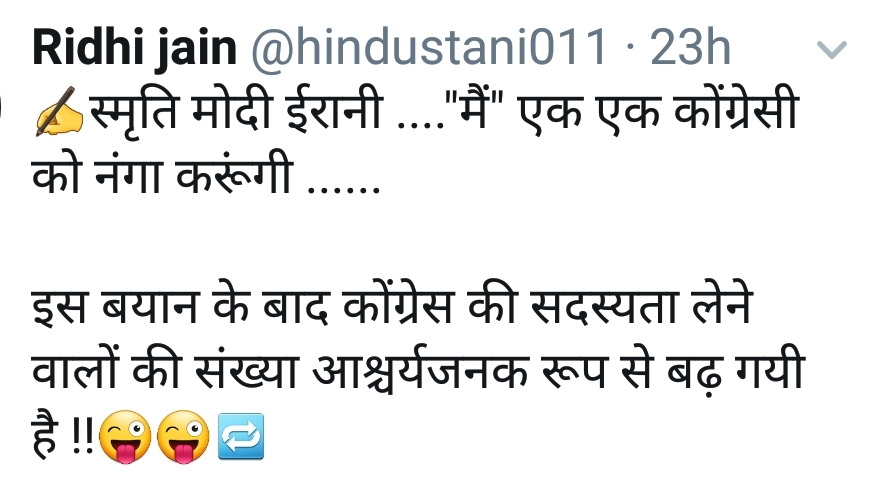 Ridhi jain @hindustani011 · 23h
✍️स्मृति मोदी ईरानी ...."मैं" एक एक कोंग्रेसी
को नंगा करूंगी ......
इस बयान के बाद कोंग्रेस की सदस्यता लेने
वालों की संख्या आश्चर्यजनक रूप से बढ़ गयी
है !!😜😜🔁